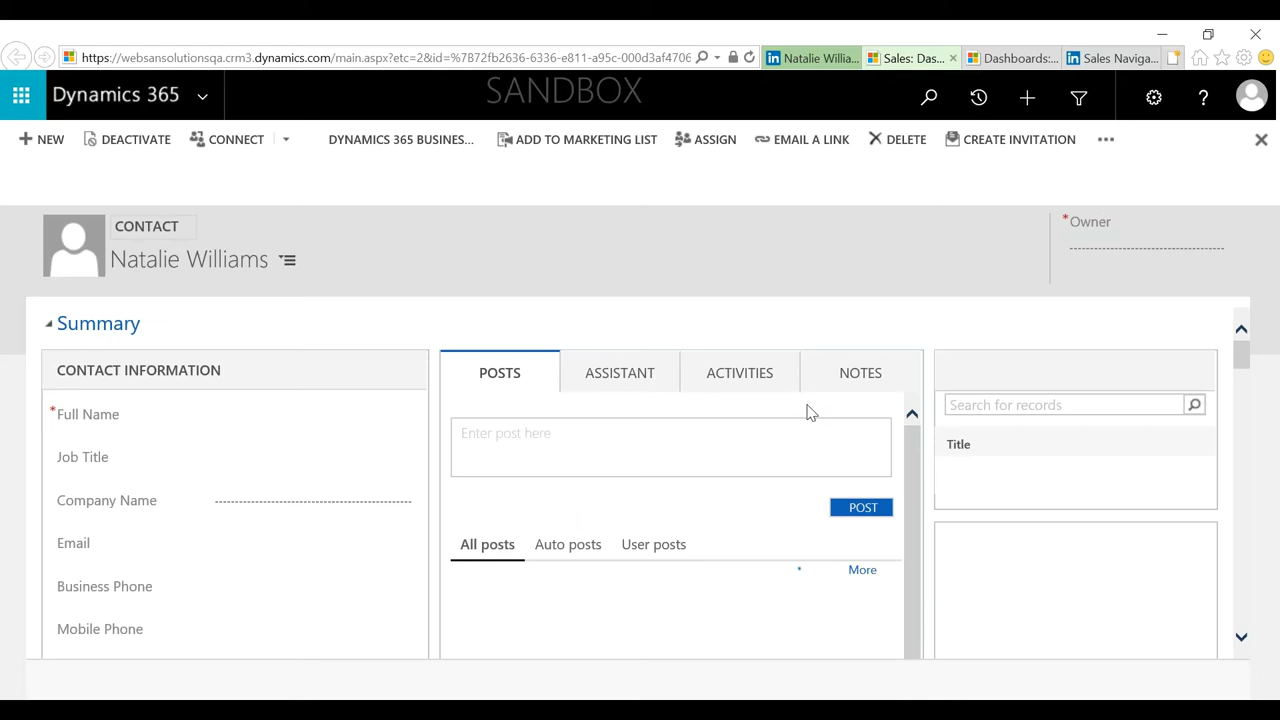 https://websansolutionsqa.crm3.dynamics.com/main.aspx?etc=2&id=%7B72fb2636-6336-e811-a95c-000d3af4706
Natalie Willia...
Sales: Das...
Dashboards:...
Sales Naviga...
Dynamics 365
SANDBOX
NEW
DEACTIVATE
CONNECT
DYNAMICS 365 BUSINES...
ADD TO MARKETING LIST
ASSIGN
EMAIL A LINK
DELETE
CREATE INVITATION
CONTACT
Natalie Williams
*Owner
Summary
CONTACT INFORMATION
*Full Name
Job Title
Company Name
Email
Business Phone
Mobile Phone
POSTS
ASSISTANT
ACTIVITIES
NOTES
Enter post here
POST
All posts
Auto posts
User posts
More
Search for records
Title